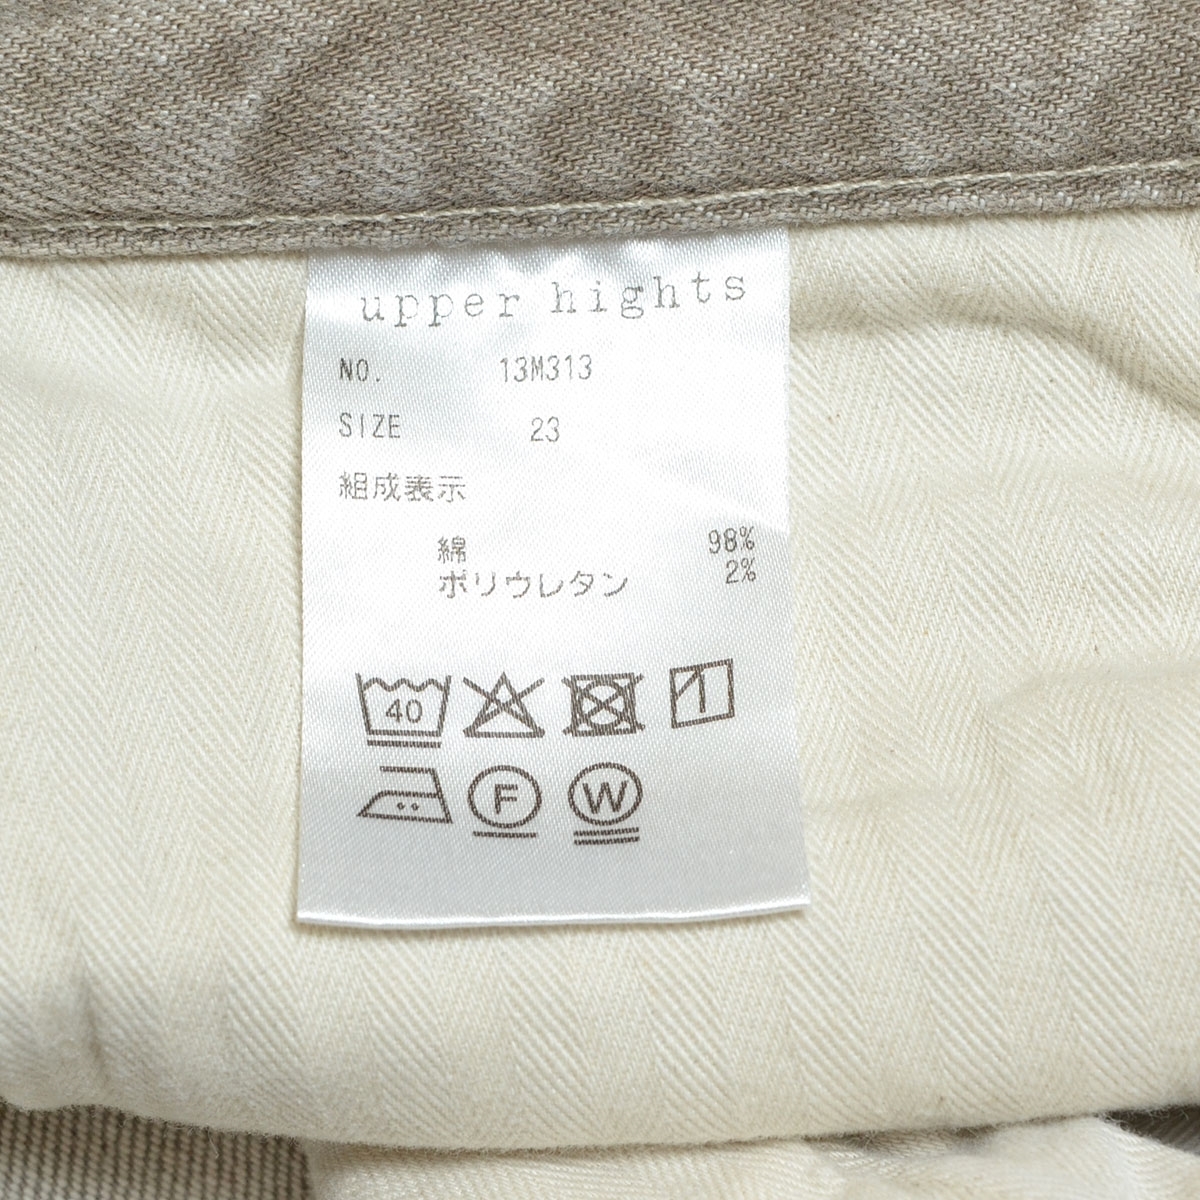 upper hights
NO. 13M313
SIZE 23
組成表示
綿 98%
ポリウレタン 2%
40
F W